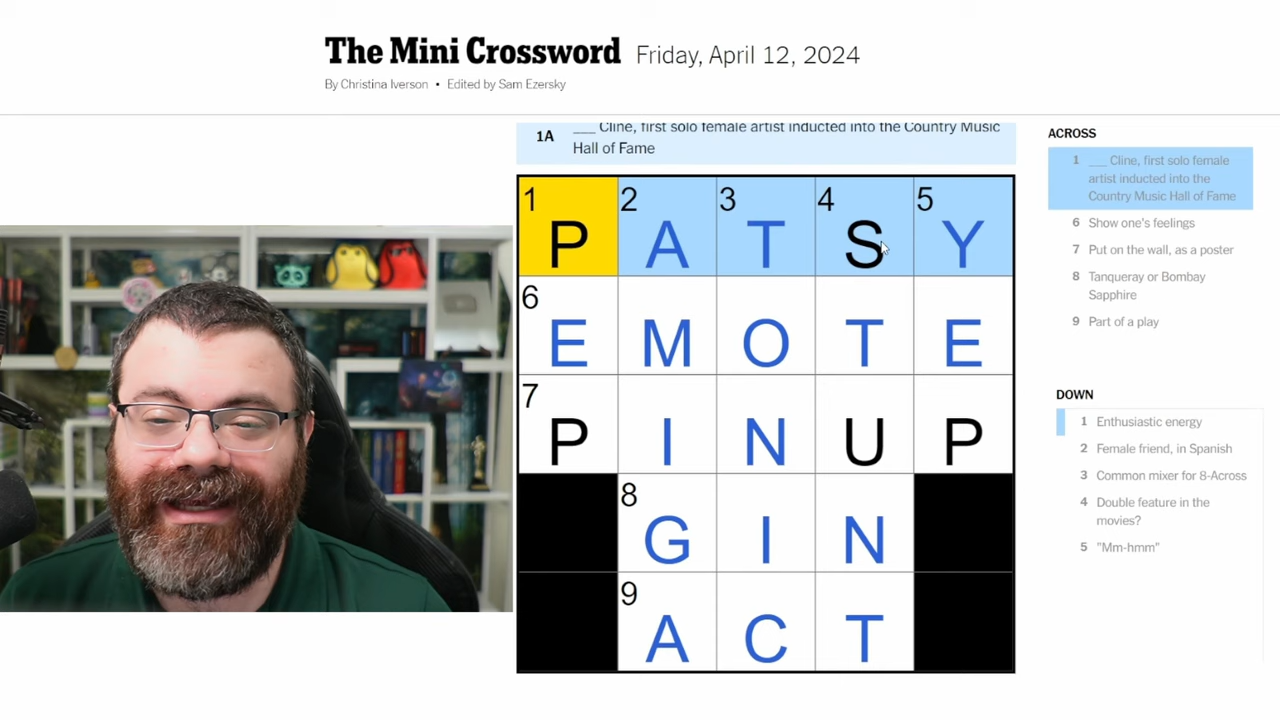 The Mini Crossword Friday, April 12, 2024
By Christina Iverson • Edited by Sam Ezersky
1A ___ Cline, first solo female artist inducted into the Country Music
Hall of Fame
1 P 2 A 3 T 4 S 5 Y
6 E M O T E
7 P I N U P
8 G I N
9 A C T
ACROSS
1 ___ Cline, first solo female
artist inducted into the
Country Music Hall of Fame
6 Show one's feelings
7 Put on the wall, as a poster
8 Tanqueray or Bombay
Sapphire
9 Part of a play
DOWN
1 Enthusiastic energy
2 Female friend, in Spanish
3 Common mixer for 8-Across
4 Double feature in the
movies?
5 "Mm-hmm"